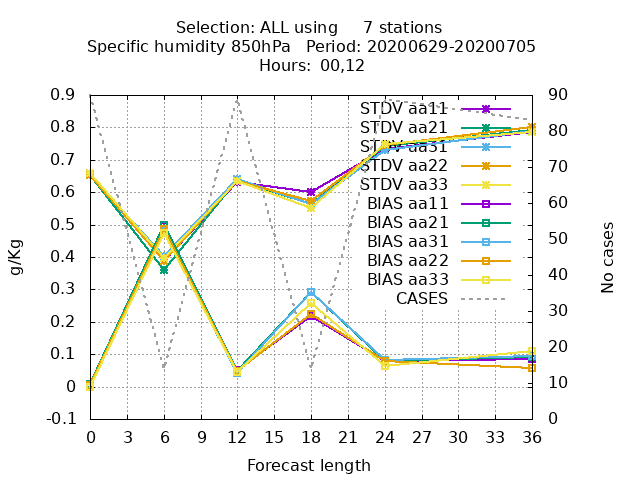 Selection: ALL using     7 stations
Specific humidity 850hPa   Period: 20200629-20200705
Hours: 00,12
0.9
0.8
0.7
0.6
0.5
0.4
0.3
0.2
0.1
0
-0.1
g/Kg
STDV aa11
STDV aa21
STDV aa31
STDV aa22
STDV aa33
BIAS aa11
BIAS aa21
BIAS aa31
BIAS aa22
BIAS aa33
CASES
90
80
70
60
50
40
30
20
10
0
No cases
0 3 6 9 12 15 18 21 24 27 30 33 36
Forecast length